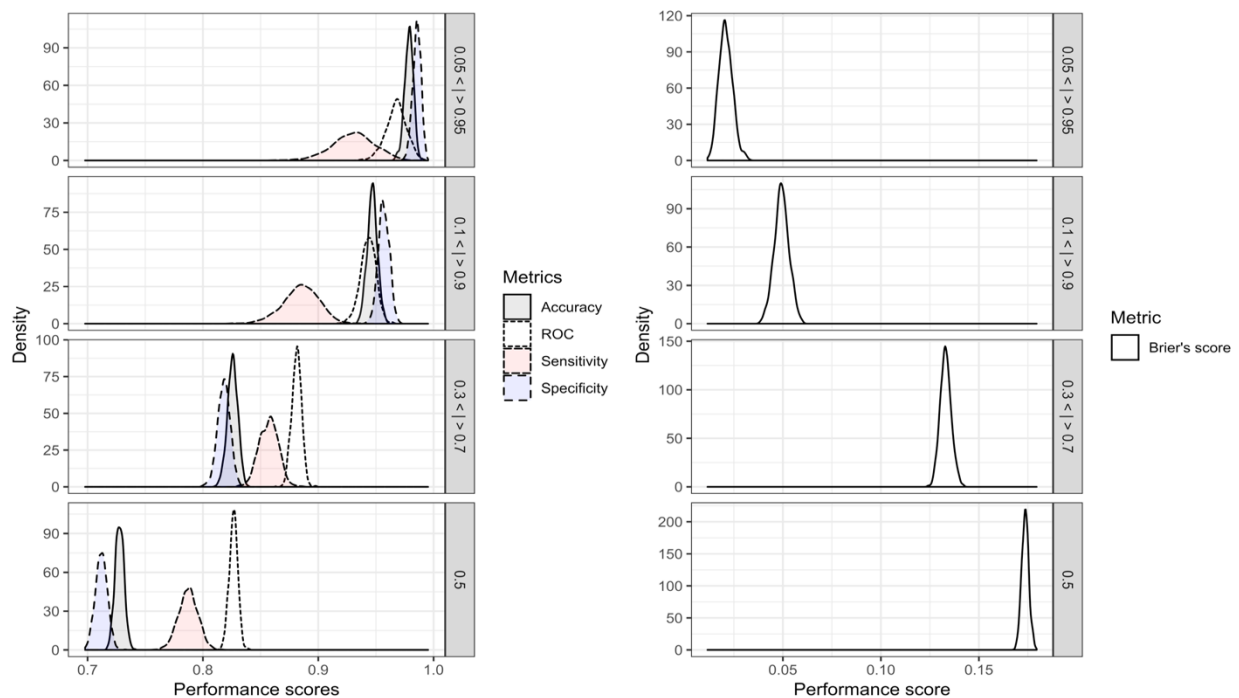 Density
90
60
30
0
0.05 < | > 0.95
75
50
25
0
0.1 < | > 0.9
100
75
50
25
0
0.3 < | > 0.7
90
60
30
0
0.5
0.7
0.8
0.9
1.0
Performance scores
Metrics
Accuracy
ROC
Sensitivity
Specificity
Density
120
90
60
30
0
0.05 < | > 0.95
90
60
30
0
0.1 < | > 0.9
150
100
50
0
0.3 < | > 0.7
200
150
100
50
0
0.5
0.05
0.10
0.15
Performance score
Metric
Brier's score